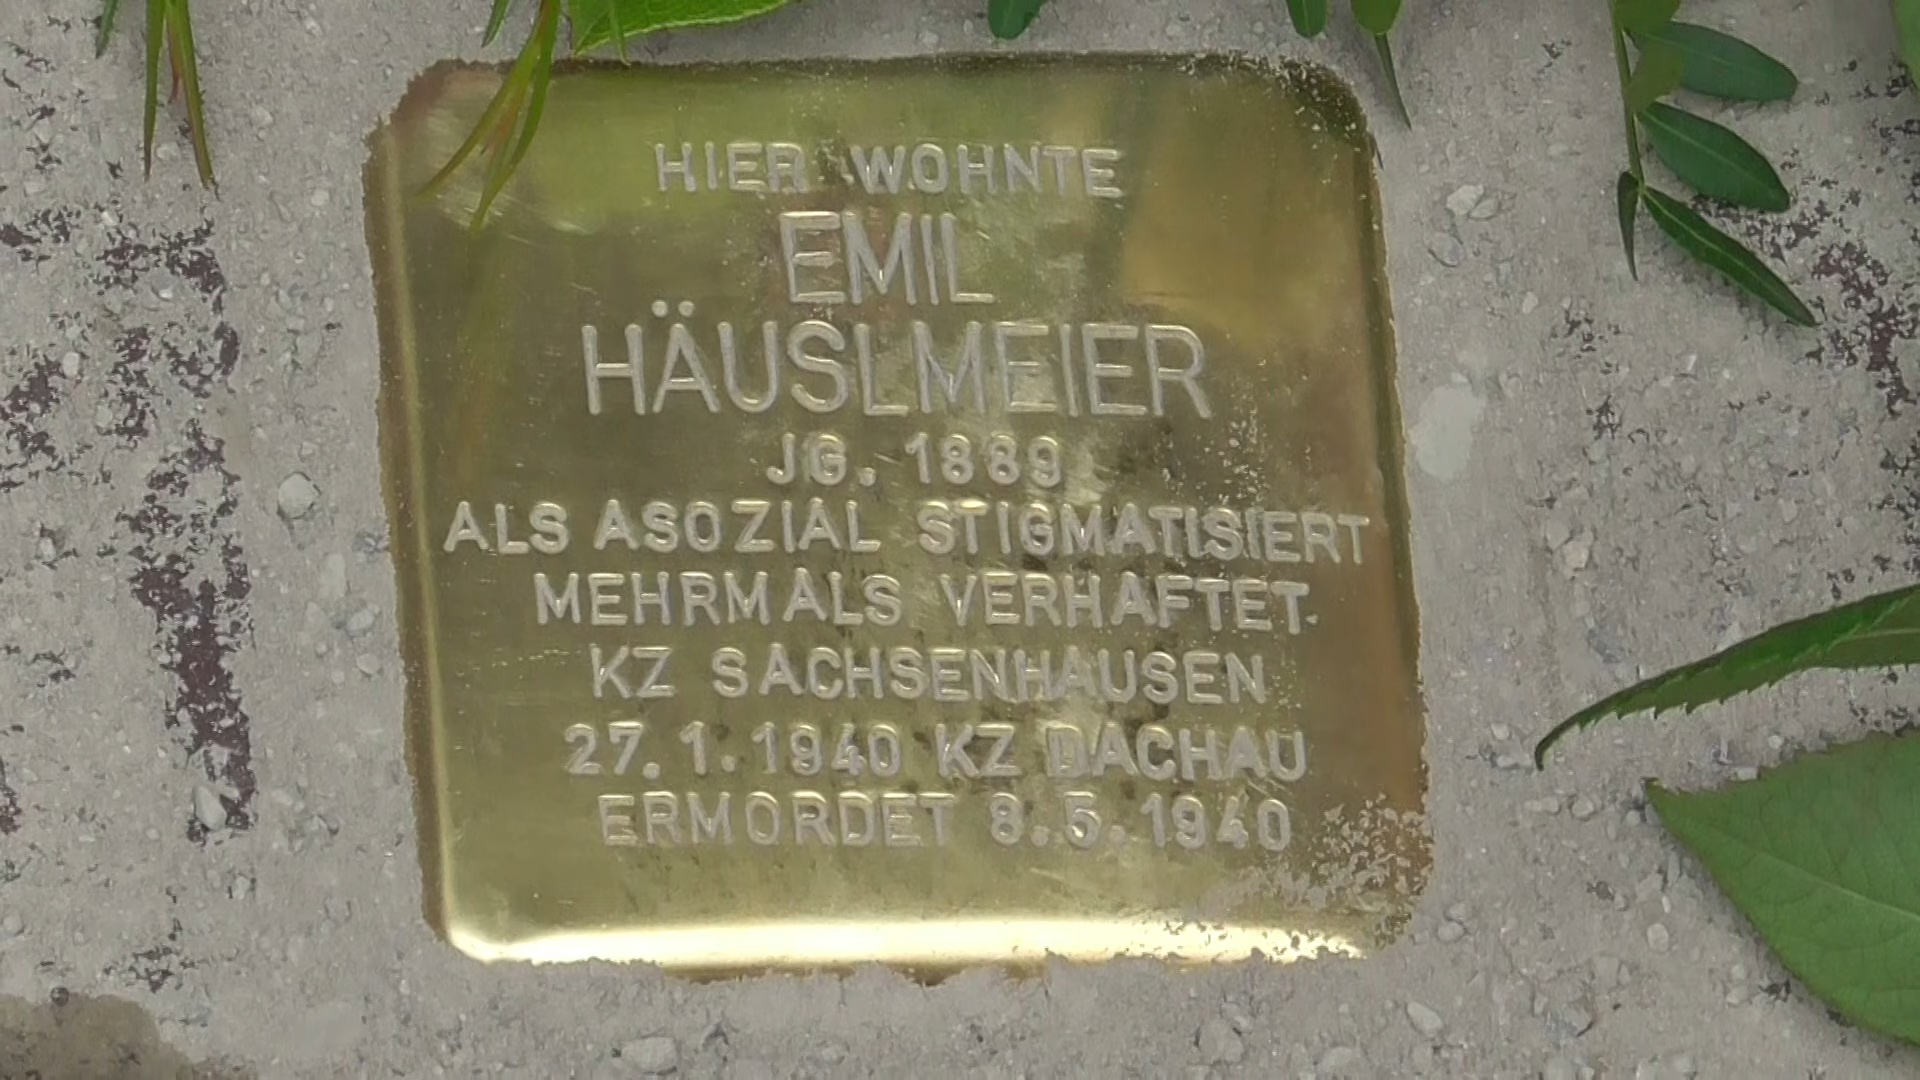 HIER WOHNTE
EMIL
HÄUSLMEIER
JG. 1889
ALS ASOZIAL STIGMATISIERT
MEHRMALS VERHAFTET
KZ SACHSENHAUSEN
27.1.1940 KZ DACHAU
ERMORDET 8.5.1940